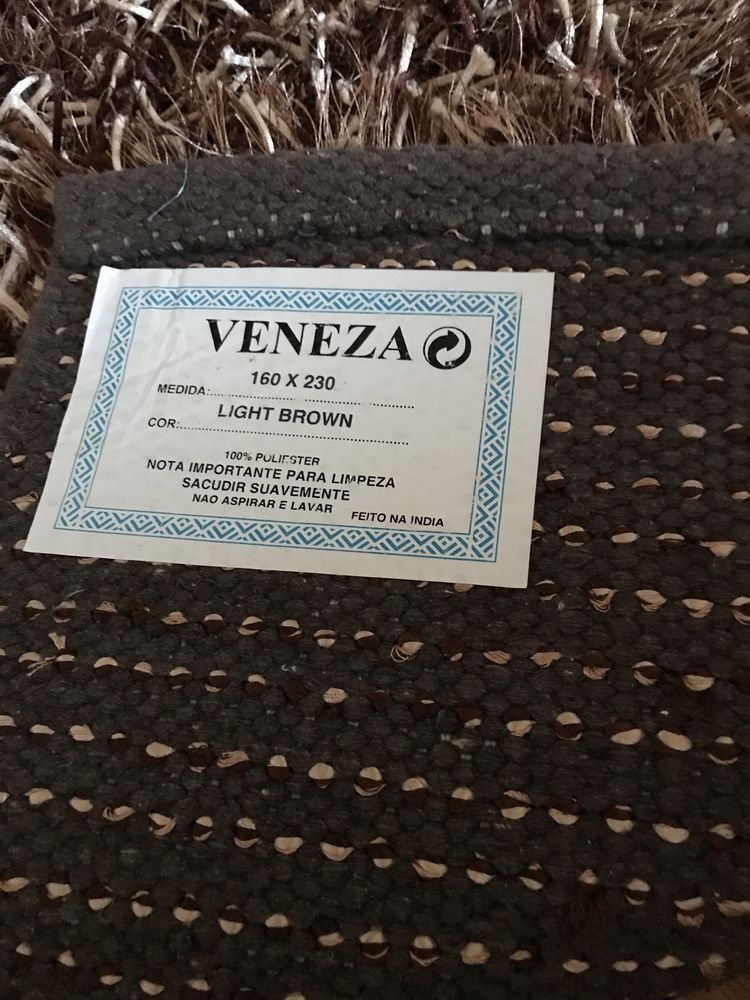 VENEZA
160 X 230
MEDIDA:
LIGHT BROWN
COR:
100% POLIESTER
NOTA IMPORTANTE PARA LIMPEZA
SACUDIR SUAVEMENTE
NAO ASPIRAR E LAVAR
FEITO NA INDIA